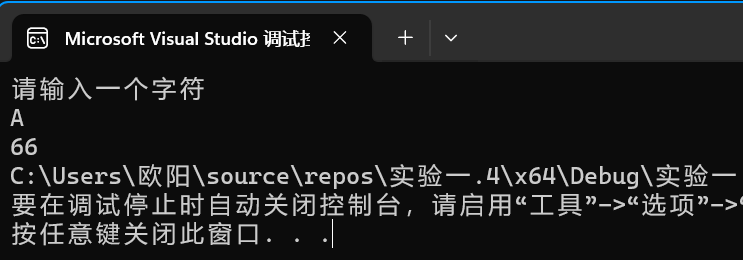 Microsoft Visual Studio 调试控
请输入一个字符
A
66
C:\Users\欧阳\source\repos\实验一.4\x64\Debug\实验一
要在调试停止时自动关闭控制台，请启用“工具”->“选项”->“
按任意键关闭此窗口. . .